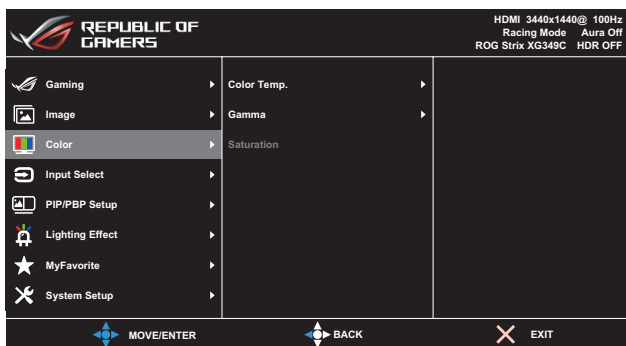 REPUBLIC OF
GAMERS
HDMI 3440x1440@ 100Hz
Racing Mode Aura Off
ROG Strix XG349C HDR OFF
Gaming
Image
Color
Input Select
PIP/PBP Setup
Lighting Effect
MyFavorite
System Setup
Color Temp.
Gamma
Saturation
MOVE/ENTER
BACK
EXIT